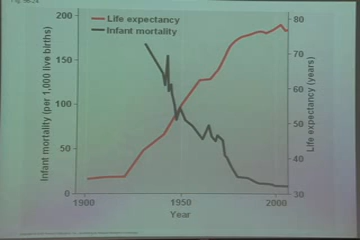 Life expectancy
Infant mortality
Infant mortality (per 1,000 live births)
200
150
100
50
0
80
70
60
50
40
30
Life expectancy (years)
1900
1950
2000
Year